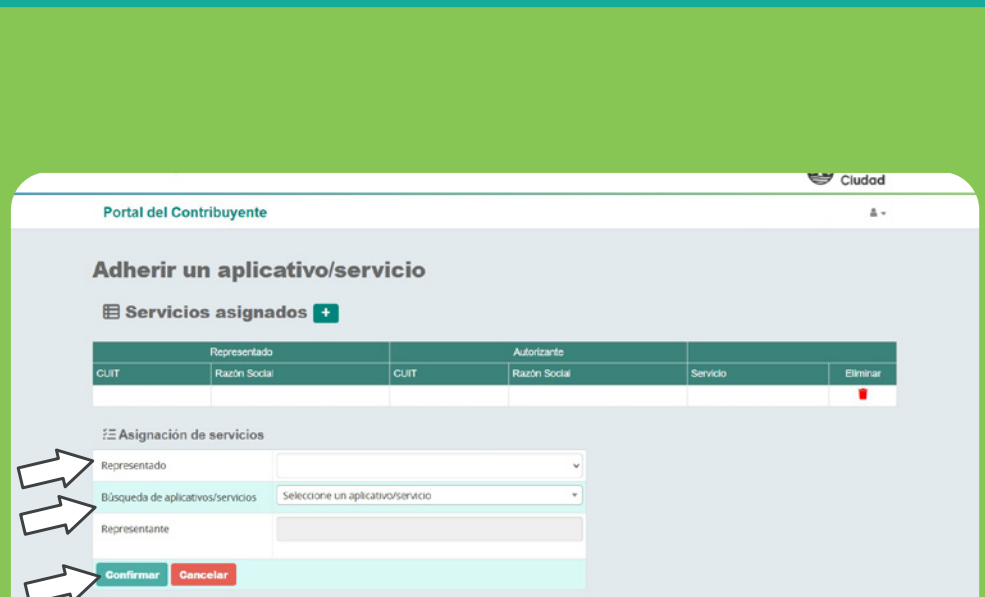 Ciudad
Portal del Contribuyente
Adherir un aplicativo/servicio
Servicios asignados +
Representado Autorizante
CUIT Razón Social CUIT Razón Social Servicio Eliminar
Asignación de servicios
Representado
Búsqueda de aplicativos/servicios Seleccione un aplicativo/servicio
Representante
Confirmar Cancelar